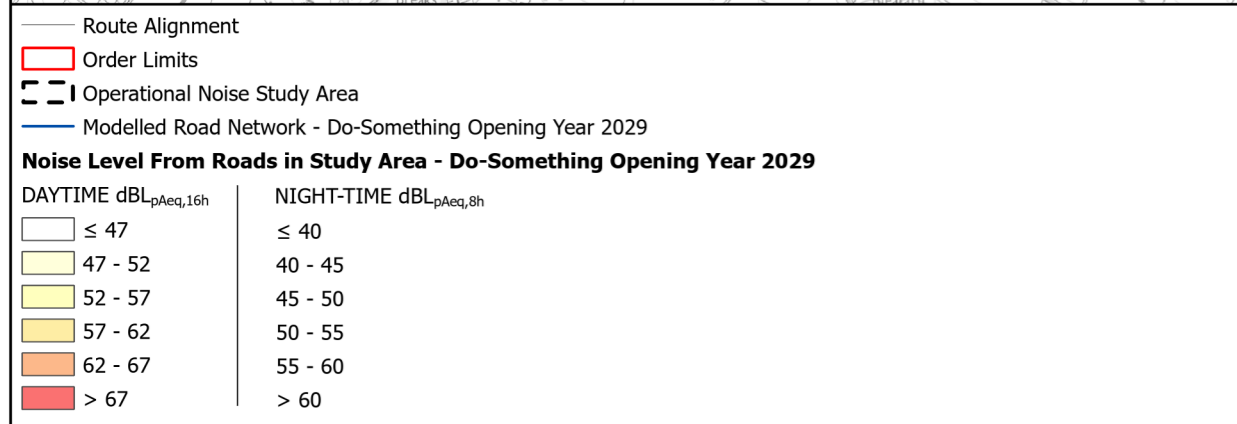 Route Alignment
Order Limits
Operational Noise Study Area
Modelled Road Network - Do-Something Opening Year 2029
Noise Level From Roads in Study Area - Do-Something Opening Year 2029
DAYTIME dBLpAeq,16h NIGHT-TIME dBLpAeq,8h
≤ 47 ≤ 40
47 - 52 40 - 45
52 - 57 45 - 50
57 - 62 50 - 55
62 - 67 55 - 60
> 67 > 60